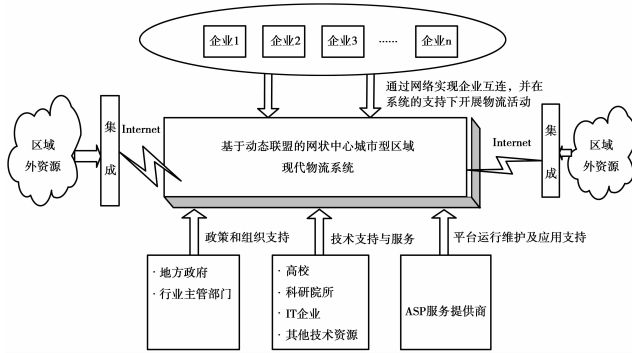 企业1 企业2 企业3 ...... 企业n
通过网络实现企业互连，并在
系统的支持下开展物流活动
区域
外资源
集成
Internet
基于动态联盟的网状中心城市型区域
现代物流系统
Internet
集成
区域
外资源
政策和组织支持
技术支持与服务
平台运行维护及应用支持
· 地方政府
· 行业主管部门
· 高校
· 科研院所
· IT企业
· 其他技术资源
ASP服务提供商